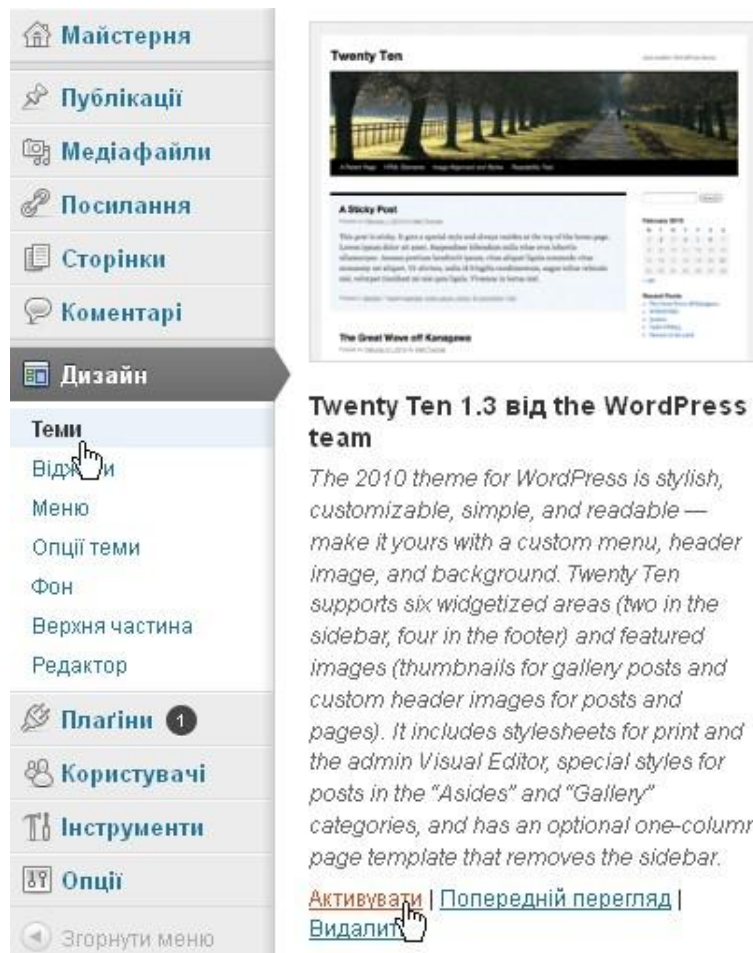 Майстерня
Публікації
Медіафайли
Посилання
Сторінки
Коментарі
Дизайн
Теми
Меню
Опції теми
Фон
Верхня частина
Редактор
Плаґіни 1
Користувачі
Інструменти
Опції
Згорнути меню
Twenty Ten
A Sticky Post
The Great Wave off Kanagawa
February 2010
Recent Posts
Twenty Ten 1.3 від the WordPress
team
The 2010 theme for WordPress is stylish,
customizable, simple, and readable —
make it yours with a custom menu, header
image, and background. Twenty Ten
supports six widgetized areas (two in the
sidebar, four in the footer) and featured
images (thumbnails for gallery posts and
custom header images for posts and
pages). It includes stylesheets for print and
the admin Visual Editor, special styles for
posts in the “Asides” and “Gallery”
categories, and has an optional one-column
page template that removes the sidebar.
Активувати | Попередній перегляд |
Видалити